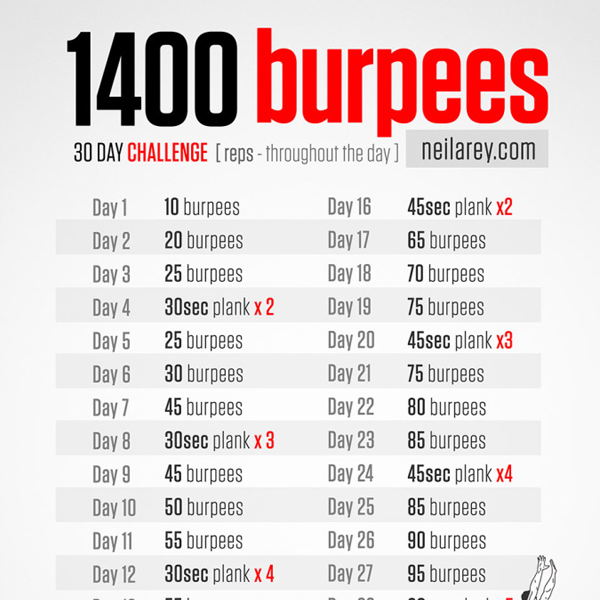 1400 burpees
30 DAY CHALLENGE [ reps - throughout the day ] neilarey.com
Day 1 10 burpees Day 16 45sec plank x2
Day 2 20 burpees Day 17 65 burpees
Day 3 25 burpees Day 18 70 burpees
Day 4 30sec plank x 2 Day 19 75 burpees
Day 5 25 burpees Day 20 45sec plank x3
Day 6 30 burpees Day 21 75 burpees
Day 7 45 burpees Day 22 80 burpees
Day 8 30sec plank x 3 Day 23 85 burpees
Day 9 45 burpees Day 24 45sec plank x4
Day 10 50 burpees Day 25 85 burpees
Day 11 55 burpees Day 26 90 burpees
Day 12 30sec plank x 4 Day 27 95 burpees